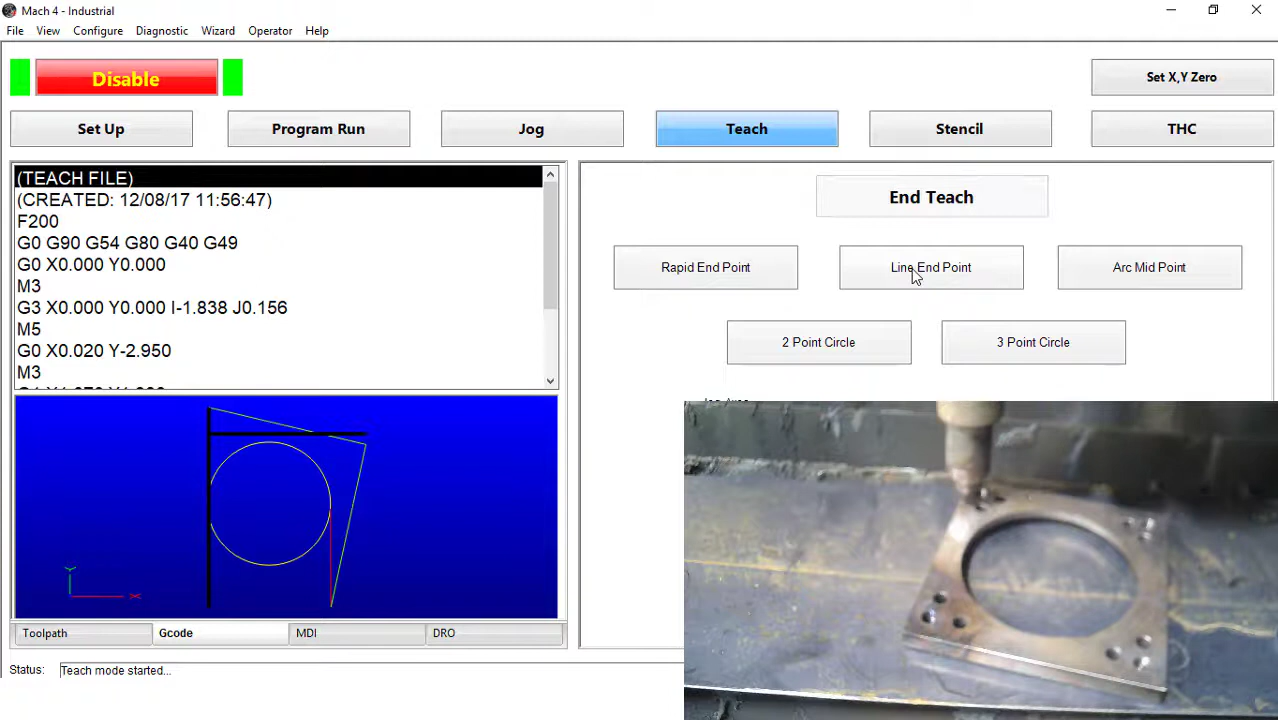 Mach 4 - Industrial
File View Configure Diagnostic Wizard Operator Help
Disable
Set X,Y Zero
Set Up Program Run Jog Teach Stencil THC
(TEACH FILE)
(CREATED: 12/08/17 11:56:47)
F200
G0 G90 G54 G80 G40 G49
G0 X0.000 Y0.000
M3
G3 X0.000 Y0.000 I-1.838 J0.156
M5
G0 X0.020 Y-2.950
M3
End Teach
Rapid End Point Line End Point Arc Mid Point
2 Point Circle 3 Point Circle
Toolpath Gcode MDI DRO
Status: Teach mode started...